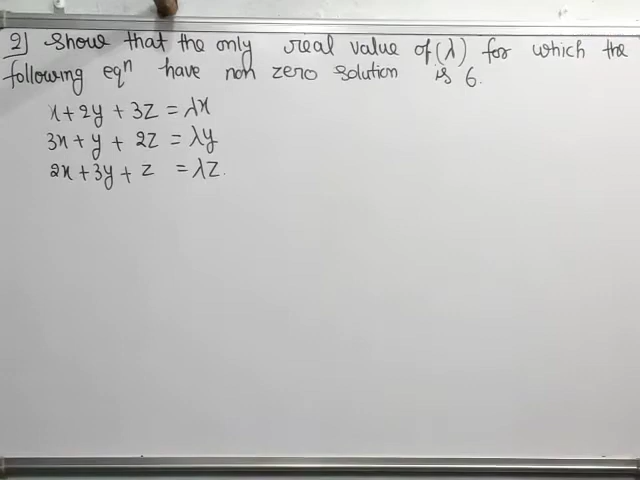 2] Show that the only real value of (λ) for which the
following eqⁿ have non zero solution is 6.
x + 2y + 3z = λx
3x + y + 2z = λy
2x + 3y + z = λz.